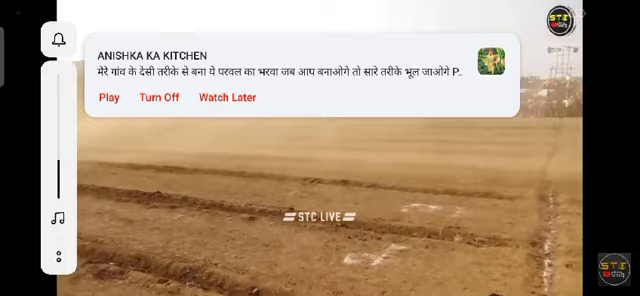 STC
ANISHKA KA KITCHEN
मेरे गांव के देसी तरीके से बना ये परवल का भरवा जब आप बनाओगे तो सारे तरीके भूल जाओगे P..
Play Turn Off Watch Later
STC LIVE
STC